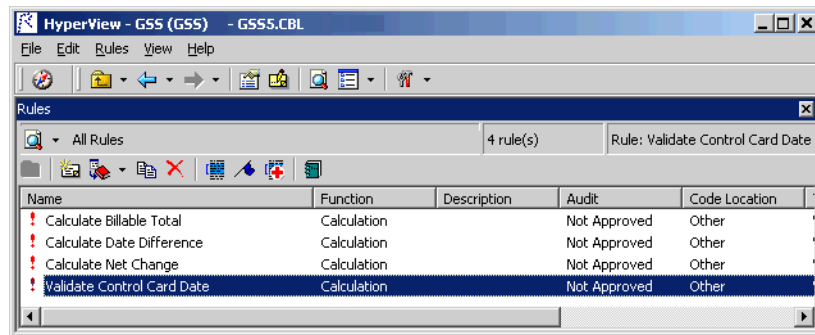 HyperView - GSS (GSS) - GSS5.CBL
File Edit Rules View Help
Rules
All Rules 4 rule(s) Rule: Validate Control Card Date
Name Function Description Audit Code Location
Calculate Billable Total Calculation Not Approved Other
Calculate Date Difference Calculation Not Approved Other
Calculate Net Change Calculation Not Approved Other
Validate Control Card Date Calculation Not Approved Other